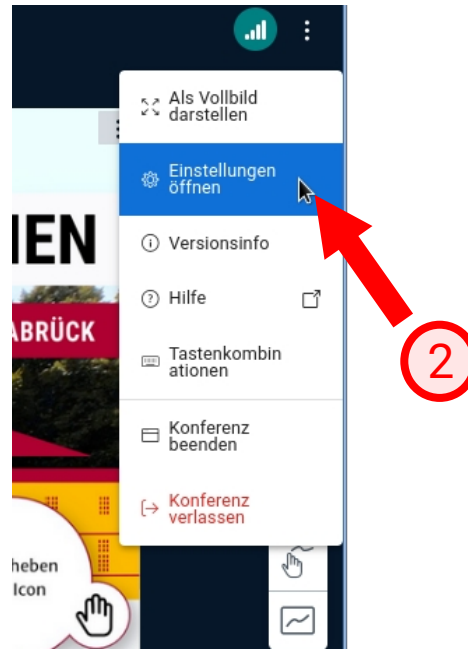 Als Vollbild
darstellen
Einstellungen
öffnen
IEN
Versionsinfo
Hilfe
ABRÜCK
Tastenkombin
ationen
2
Konferenz
beenden
Konferenz
verlassen
heben
Icon